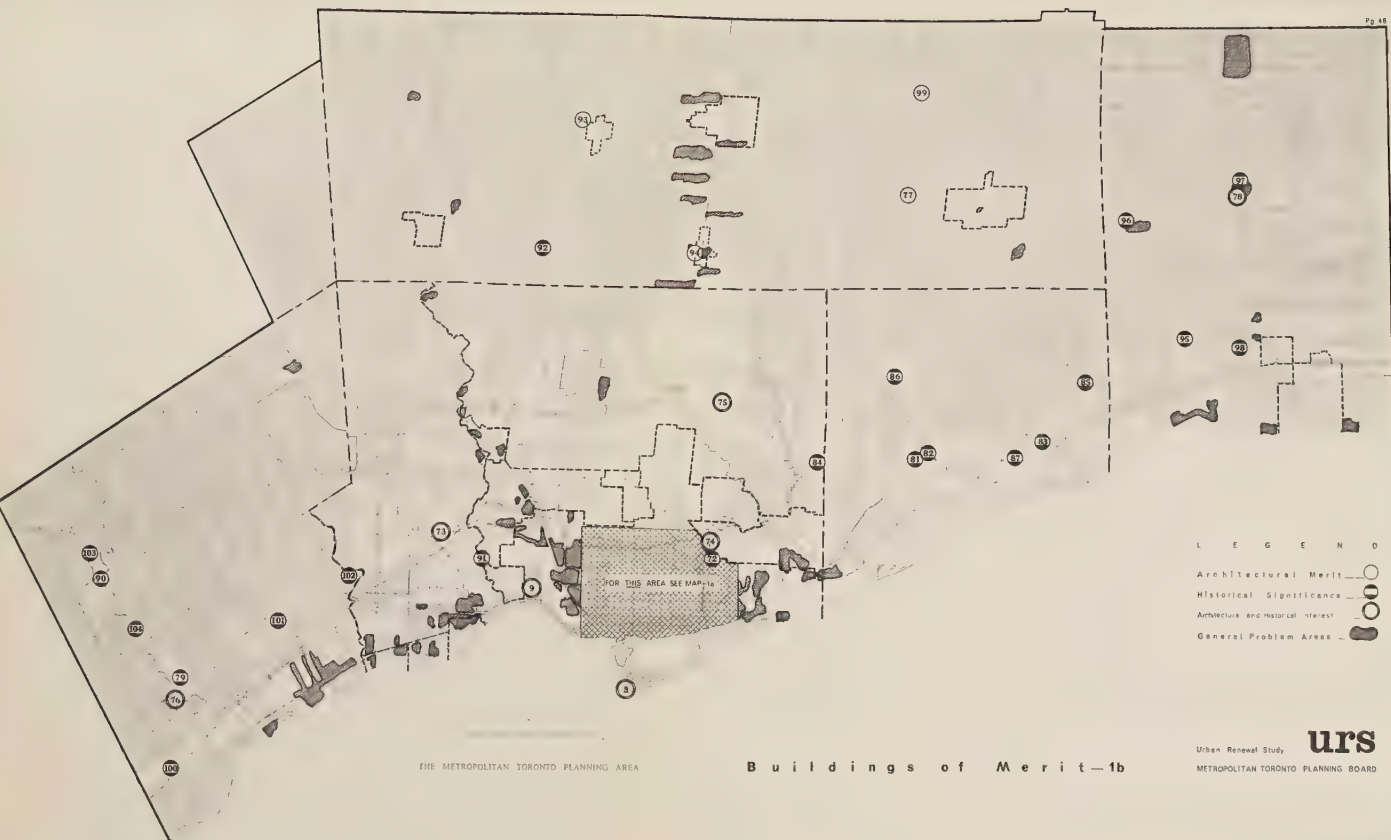 Pg 48
99
93
97
77
78
96
92
94
95
98
86
85
75
83
84
82
81
87
73
103
91
74
72
FOR THIS AREA SEE MAP-1a
102
90
9
101
104
79
76
8
100
LEGEND
Architectural Merit
Historical Significance
Architectural and Historical Interest
General Problem Areas
Urban Renewal Study urs
METROPOLITAN TORONTO PLANNING BOARD
THE METROPOLITAN TORONTO PLANNING AREA
Buildings of Merit—1b